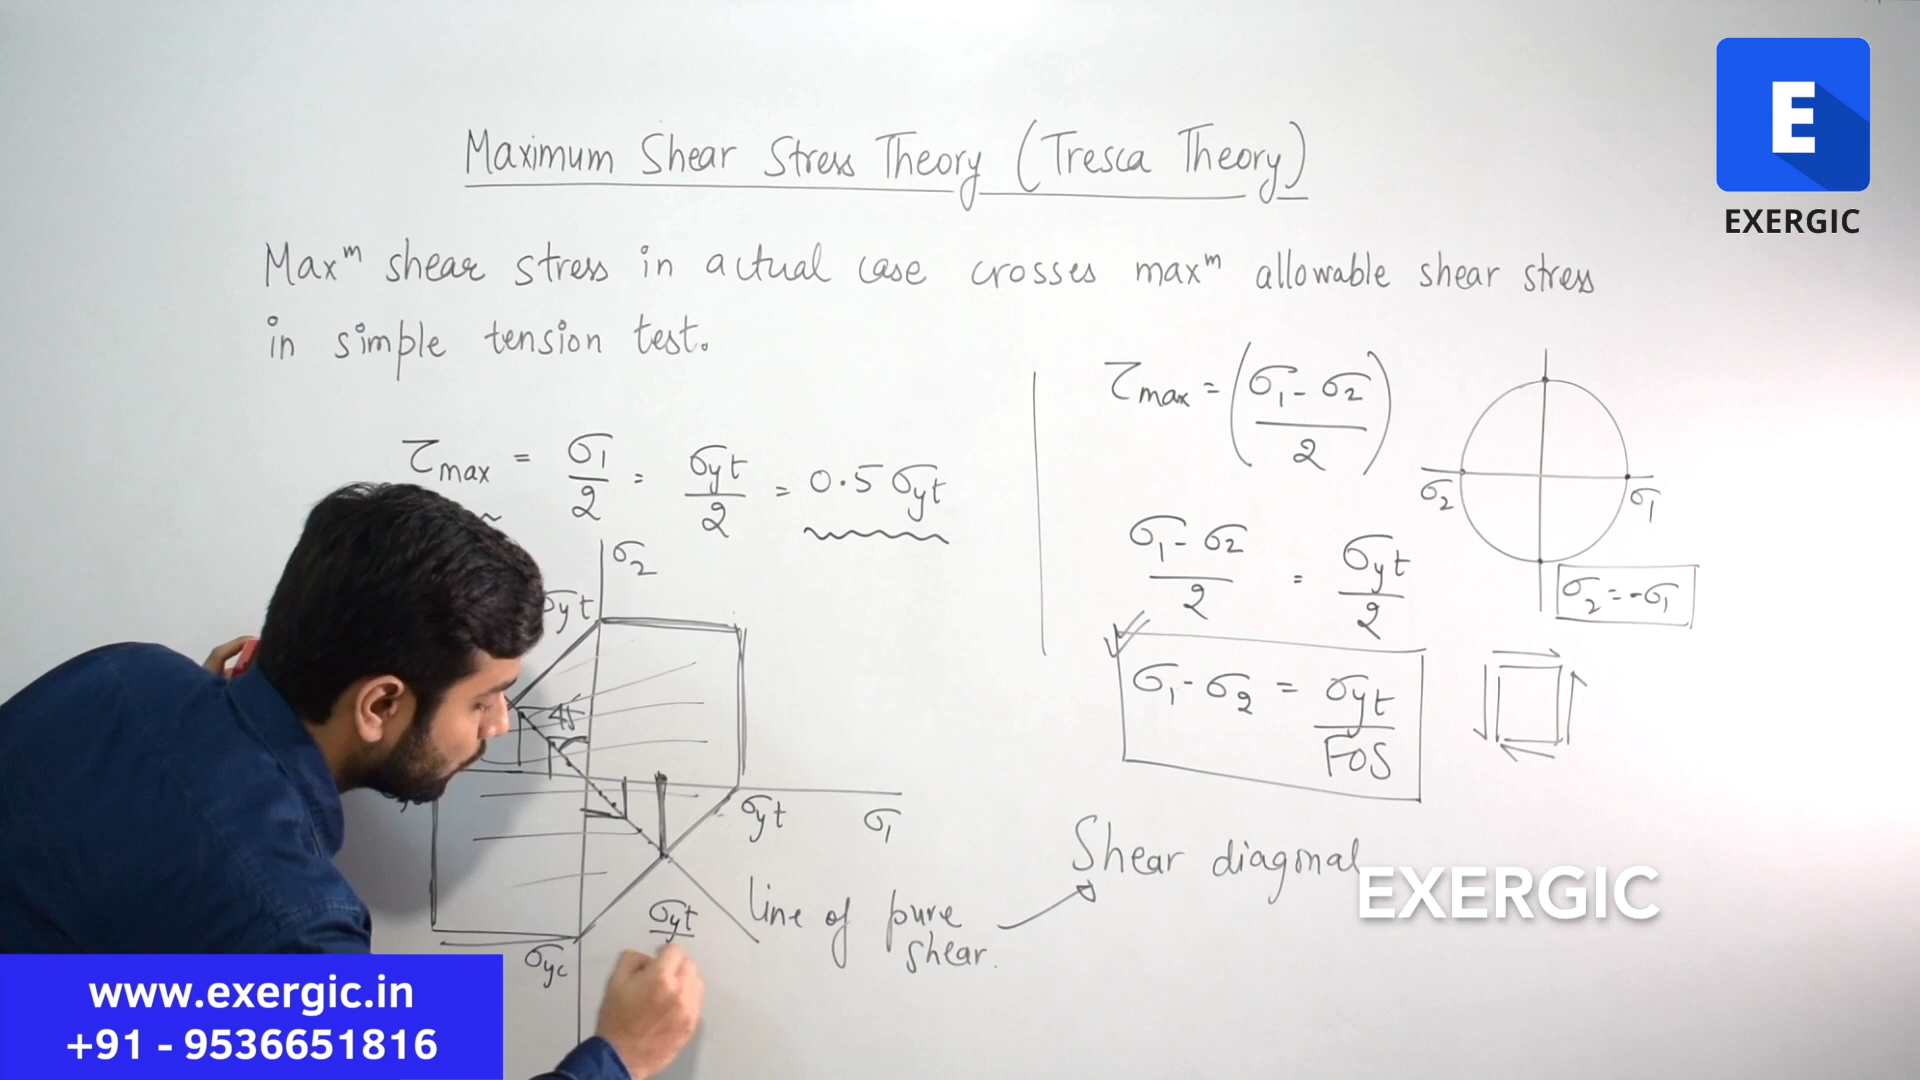 E
EXERGIC
Maximum Shear Stress Theory (Tresca Theory)
Maxᵐ shear stress in actual case crosses maxᵐ allowable shear stress
in simple tension test.
τmax = σ1/2 = σyt/2 = 0.5 σyt
τmax = (σ1 - σ2 / 2)
σ2
σ1
σ1 - σ2 / 2 = σyt / 2
σ2 = -σ1
σ1 - σ2 = σyt / FOS
σ2
σyt
45
σyt
σ1
σyc
σyt
line of pure
shear.
Shear diagonal
EXERGIC
www.exergic.in
+91 - 9536651816